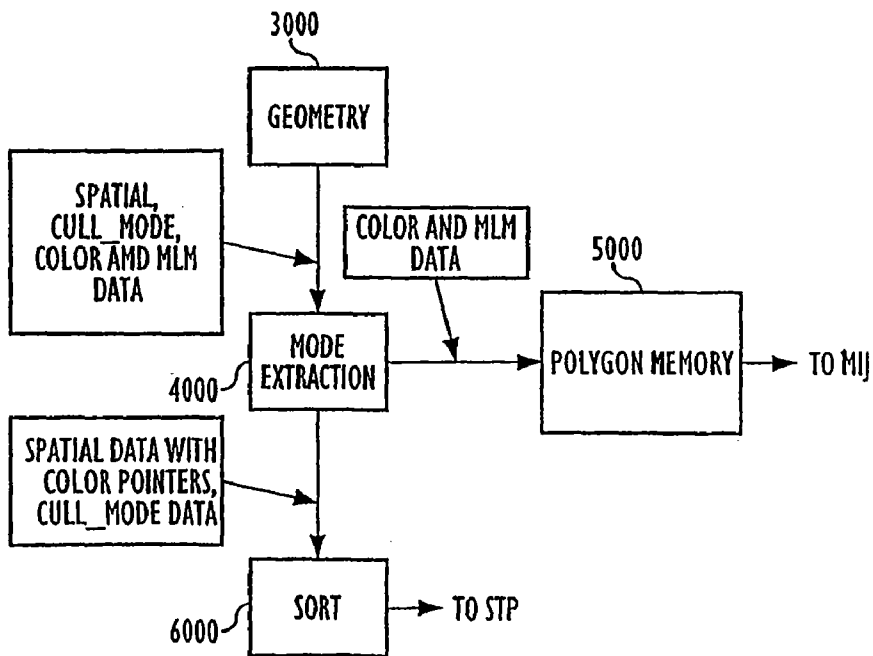 3000
GEOMETRY
SPATIAL,
CULL_MODE,
COLOR AMD MLM
DATA
COLOR AND MLM
DATA
5000
MODE
EXTRACTION
4000
POLYGON MEMORY
TO MIJ
SPATIAL DATA WITH
COLOR POINTERS,
CULL_MODE DATA
SORT
6000
TO STP